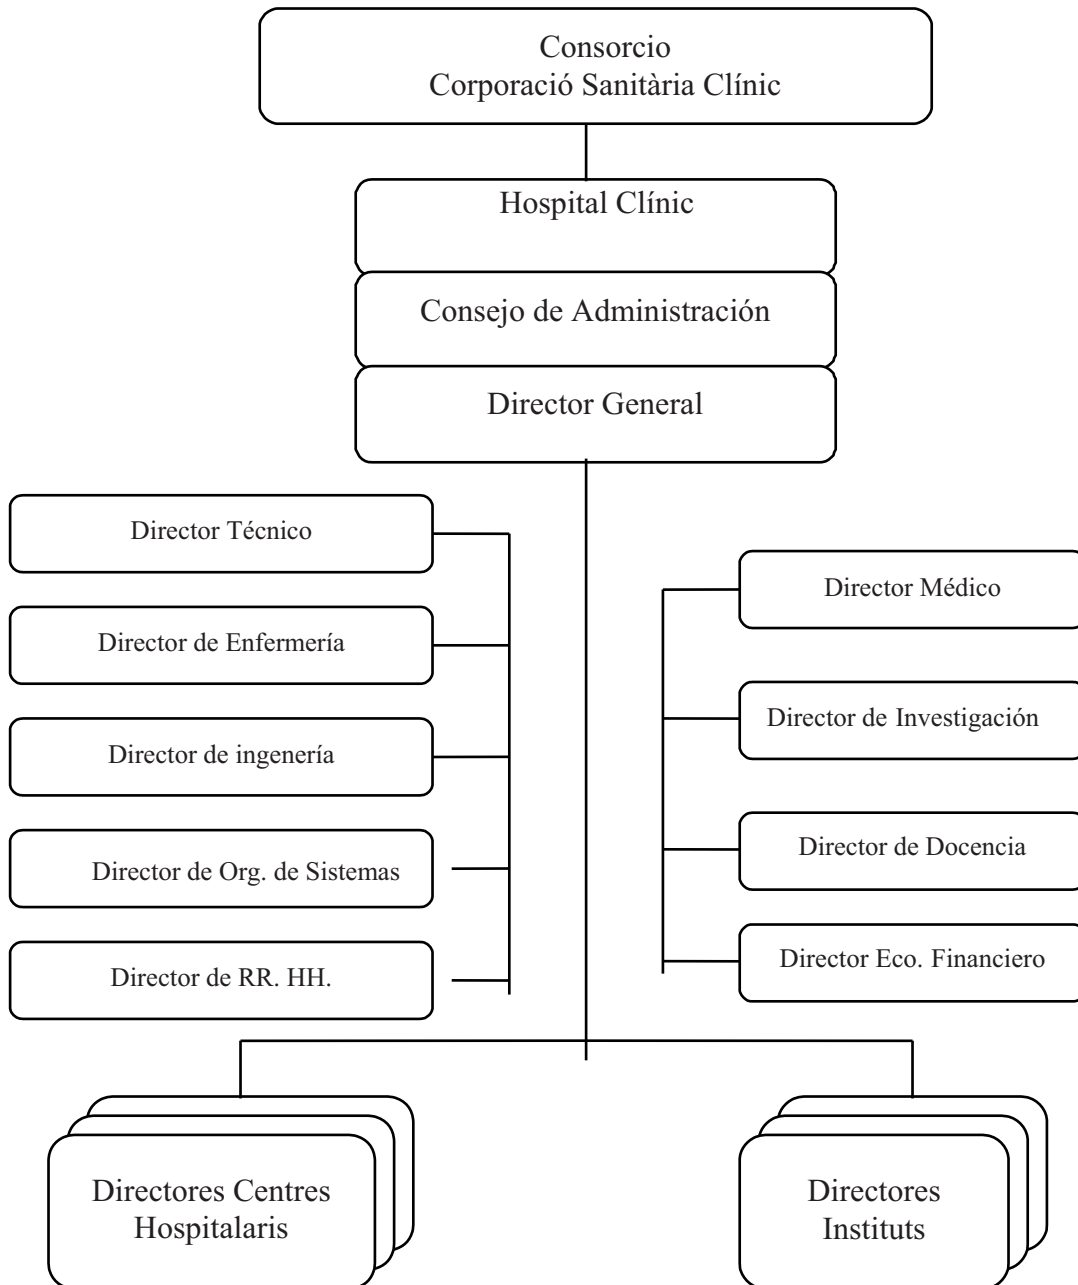 Consorcio
Corporació Sanitària Clínic
Hospital Clínic
Consejo de Administración
Director General
Director Técnico
Director de Enfermería
Director de ingenería
Director de Org. de Sistemas
Director de RR. HH.
Director Médico
Director de Investigación
Director de Docencia
Director Eco. Financiero
Directores Centres
Hospitalaris
Directores
Instituts